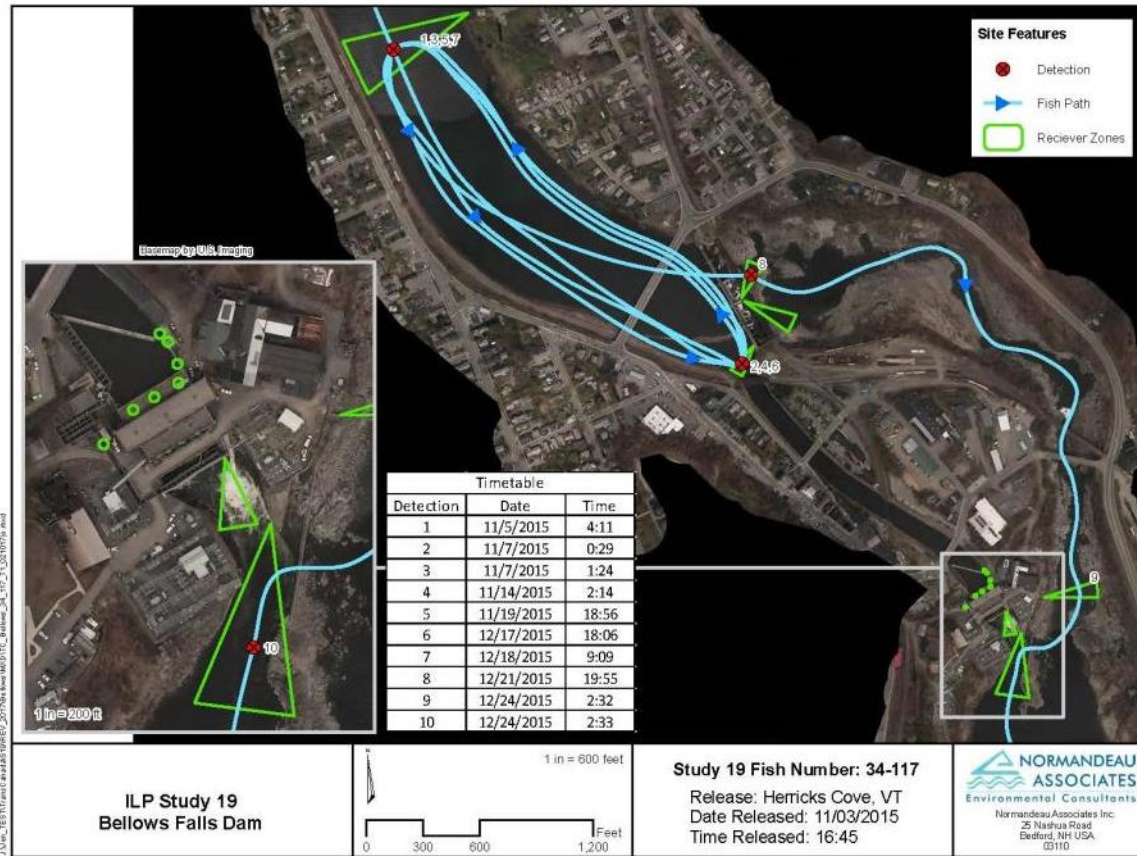 Site Features
Detection
Fish Path
Reciever Zones
1,3,5,7
8
2,4,6
9
Basemap by: U.S. Imaging
10
1 in = 200 ft
Timetable
Detection Date Time
1 11/5/2015 4:11
2 11/7/2015 0:29
3 11/7/2015 1:24
4 11/14/2015 2:14
5 11/19/2015 18:56
6 12/17/2015 18:06
7 12/18/2015 9:09
8 12/21/2015 19:55
9 12/24/2015 2:32
10 12/24/2015 2:33
ILP Study 19
Bellows Falls Dam
1 in = 600 feet
Feet
0 300 600 1,200
Study 19 Fish Number: 34-117
Release: Herricks Cove, VT
Date Released: 11/03/2015
Time Released: 16:45
NORMANDEAU
ASSOCIATES
Environmental Consultants
Normandeau Associates Inc.
25 Nashua Road
Bedford, NH USA
03110